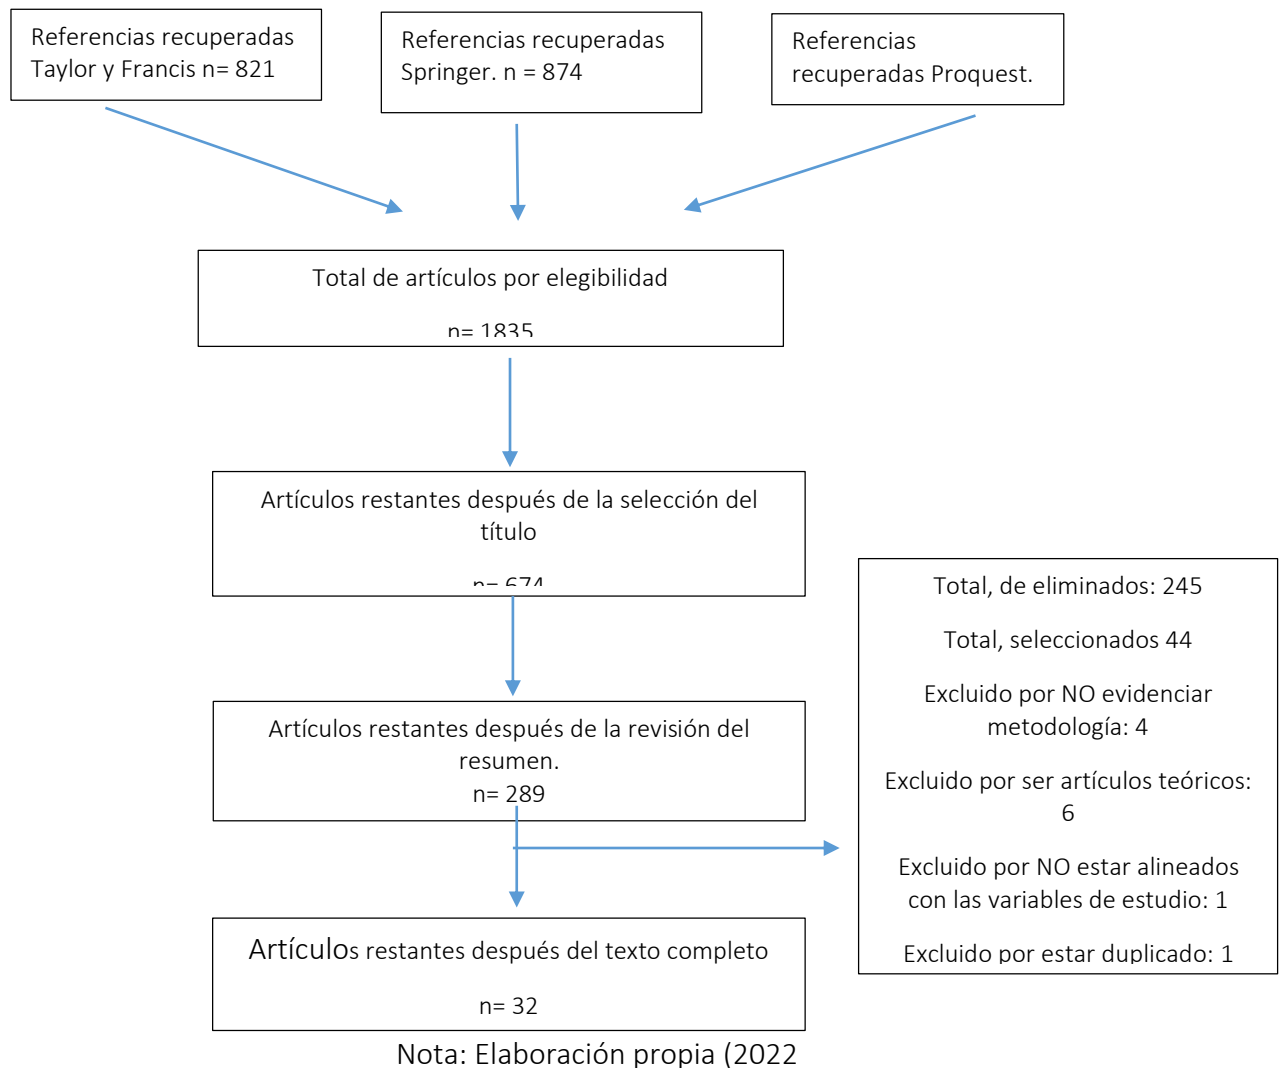 Referencias recuperadas
Taylor y Francis n= 821
Referencias recuperadas
Springer. n = 874
Referencias
recuperadas Proquest.
Total de artículos por elegibilidad
n= 1835
Artículos restantes después de la selección del
título
n= 674
Artículos restantes después de la revisión del
resumen.
n= 289
Total, de eliminados: 245
Total, seleccionados 44
Excluido por NO evidenciar
metodología: 4
Excluido por ser artículos teóricos:
6
Excluido por NO estar alineados
con las variables de estudio: 1
Excluido por estar duplicado: 1
Artículos restantes después del texto completo
n= 32
Nota: Elaboración propia (2022